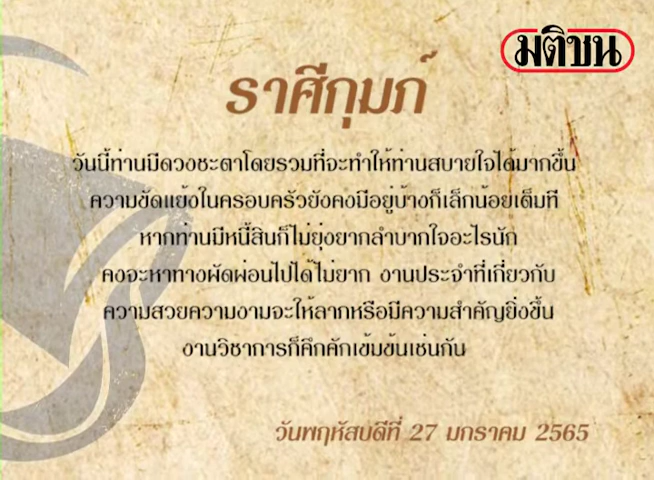 มติชน
ราศีกุมภ์
วันนี้ท่านมีดวงชะตาโดยรวมที่จะทำให้ท่านสบายใจได้มากขึ้น
ความขัดแย้งในครอบครัวยังคงมีอยู่บ้างก็เล็กน้อยเต็มที
หากท่านมีหนี้สินก็ไม่ยุ่งยากลำบากใจอะไรนัก
คงจะหาทางผัดผ่อนไปได้ไม่ยาก งานประจำที่เกี่ยวกับ
ความสวยความงามจะให้ลาภหรือมีความสำคัญยิ่งขึ้น
งานวิชาการก็คึกคักเข้มข้นเช่นกัน
วันพฤหัสบดีที่ 27 มกราคม 2565